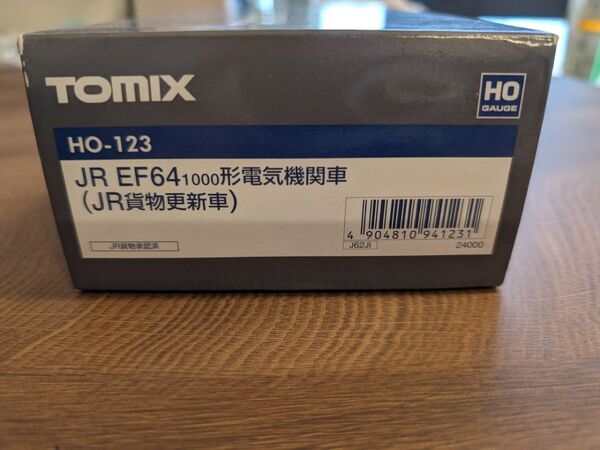 TOMIX
HO
GAUGE
HO-123
JR EF64 1000形電気機関車
(JR貨物更新車)
JR貨物承認済
4 904810 941231
J62JI
24000